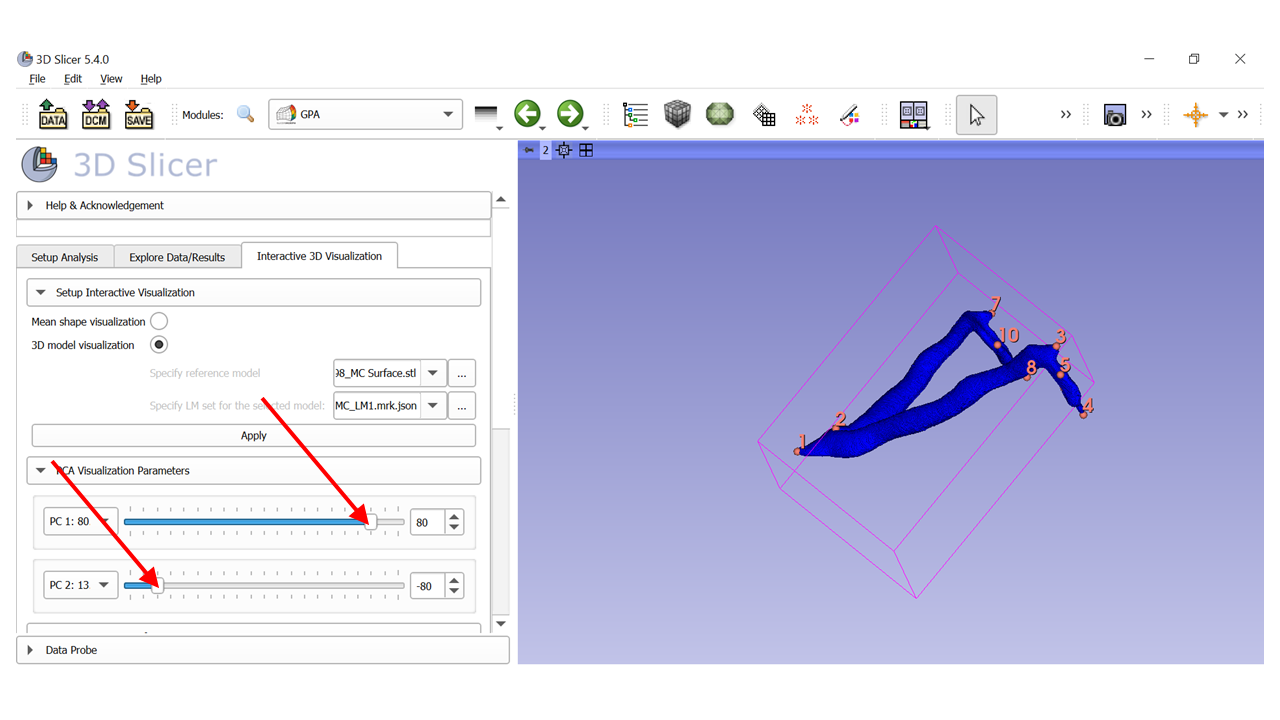 3D Slicer 5.4.0
File Edit View Help
DATA DCM SAVE Modules: GPA
3D Slicer
2
Help & Acknowledgement
Setup Analysis Explore Data/Results Interactive 3D Visualization
Setup Interactive Visualization
Mean shape visualization
3D model visualization
Specify reference model 98_MC Surface.stl ...
Specify LM set for the selected model: MC_LM1.mrk.json ...
Apply
PCA Visualization Parameters
PC 1: 80 80
PC 2: 13 -80
Data Probe
7
10
3
8
5
4
2
1